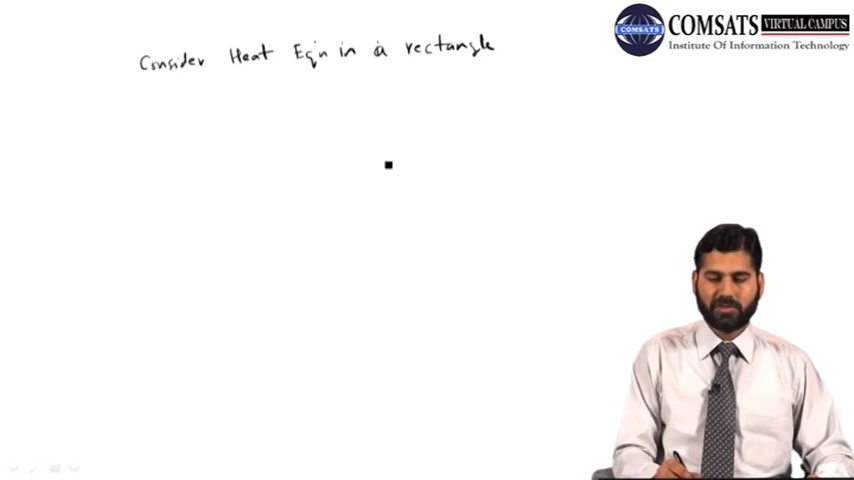 Consider Heat Eq'n in a rectangle
COMSATS VIRTUAL CAMPUS
Institute Of Information Technology
COMSATS